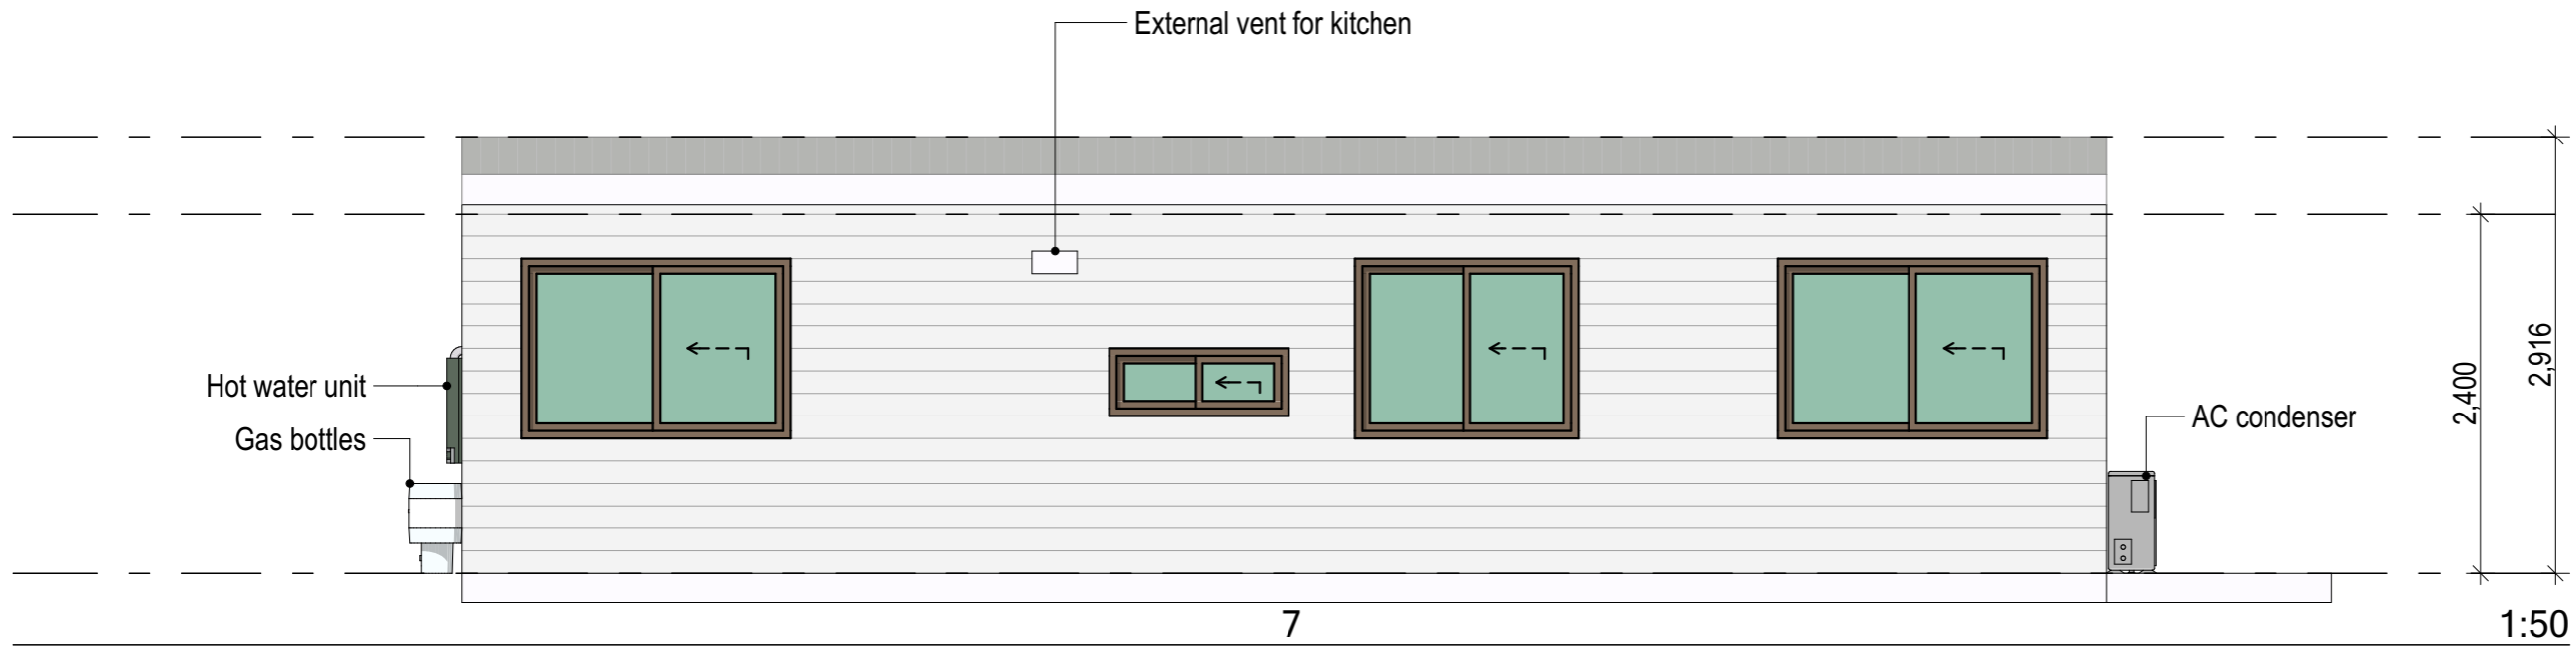 External vent for kitchen
Hot water unit
Gas bottles
AC condenser
2,400
2,916
7
1:50